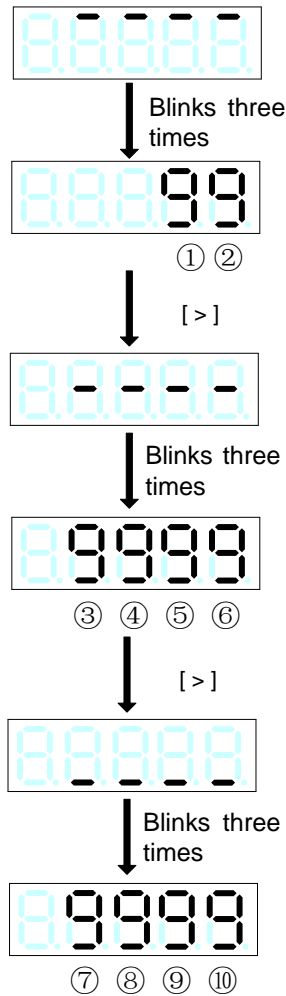 ‾ ‾ ‾ ‾
Blinks three
times
99
① ②
[ > ]
- - - -
Blinks three
times
9999
③ ④ ⑤ ⑥
[ > ]
_ _ _ _
Blinks three
times
9999
⑦ ⑧ ⑨ ⑩